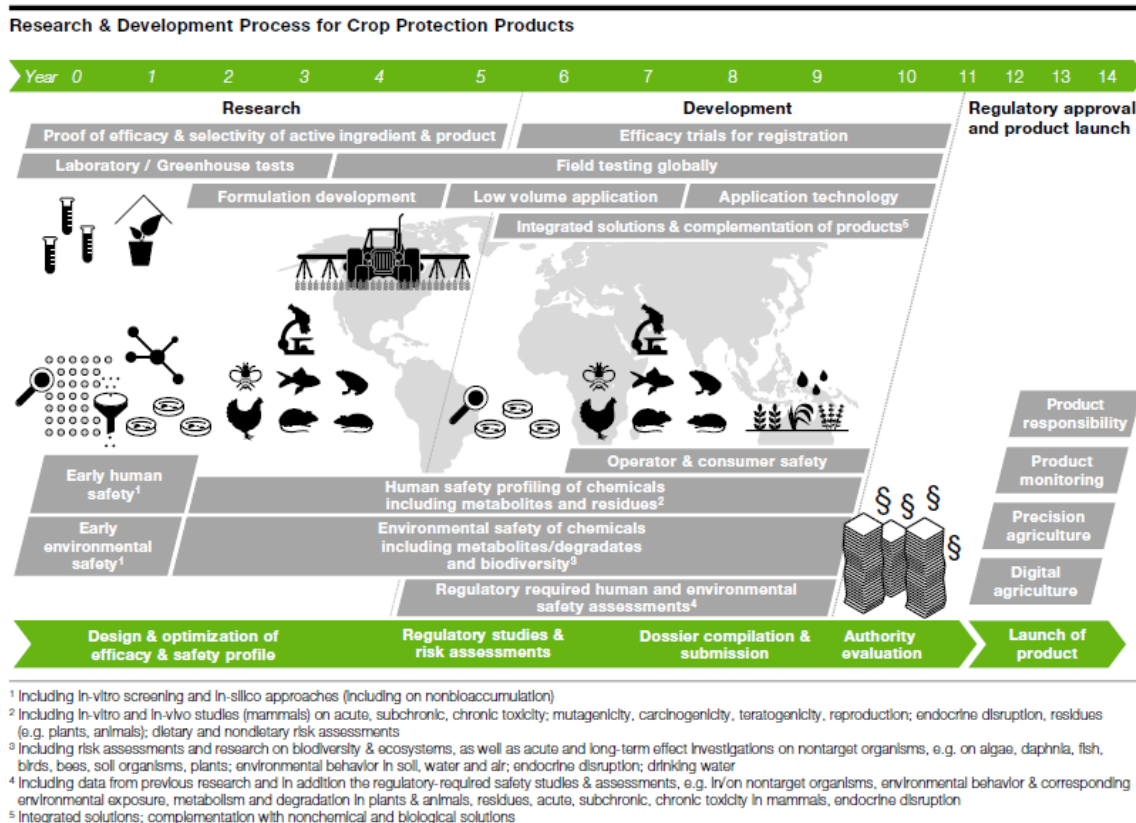 Research & Development Process for Crop Protection Products
Year 0 1 2 3 4 5 6 7 8 9 10 11 12 13 14
Research
Development
Regulatory approval
and product launch
Proof of efficacy & selectivity of active ingredient & product
Efficacy trials for registration
Laboratory / Greenhouse tests
Field testing globally
Formulation development
Low volume application
Application technology
Integrated solutions & complementation of products⁵
Operator & consumer safety
Early human
safety¹
Human safety profiling of chemicals
including metabolites and residues²
Early
environmental
safety¹
Environmental safety of chemicals
including metabolites/degradates
and biodiversity³
Regulatory required human and environmental
safety assessments⁴
§ § § §
Product
responsibility
Product
monitoring
Precision
agriculture
Digital
agriculture
Design & optimization of
efficacy & safety profile
Regulatory studies &
risk assessments
Dossier compilation &
submission
Authority
evaluation
Launch of
product
¹ Including in-vitro screening and in-silico approaches (including on nonbioaccumulation)
² Including in-vitro and in-vivo studies (mammals) on acute, subchronic, chronic toxicity; mutagenicity, carcinogenicity, teratogenicity, reproduction; endocrine disruption, residues
(e.g. plants, animals); dietary and nondietary risk assessments
³ Including risk assessments and research on biodiversity & ecosystems, as well as acute and long-term effect investigations on nontarget organisms, e.g. on algae, daphnia, fish,
birds, bees, soil organisms, plants; environmental behavior in soil, water and air; endocrine disruption; drinking water
⁴ Including data from previous research and in addition the regulatory-required safety studies & assessments, e.g. in/on nontarget organisms, environmental behavior & corresponding
environmental exposure, metabolism and degradation in plants & animals, residues, acute, subchronic, chronic toxicity in mammals, endocrine disruption
⁵ Integrated solutions; complementation with nonchemical and biological solutions